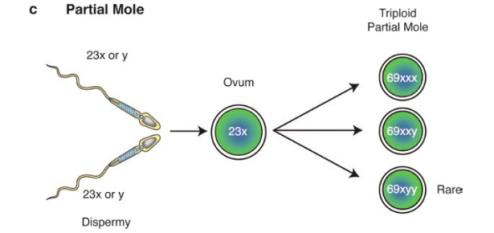 c Partial Mole
Triploid
Partial Mole
23x or y
Ovum
69xxx
23x
69xxy
69xyy Rare
23x or y
Dispermy